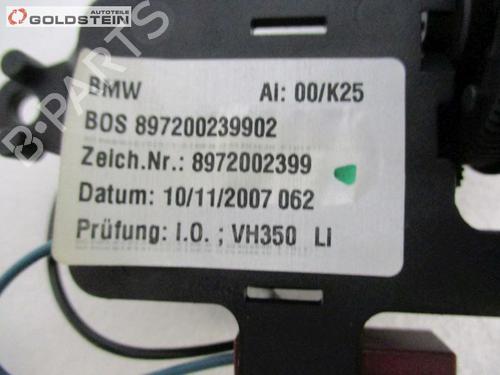 AUTOTEILE
GOLDSTEIN
BMW AI: 00/K25
BOS 897200239902
Zeich.Nr.: 8972002399
Datum: 10/11/2007 062
Prüfung: I.O. ; VH350 LI
B-PARTS